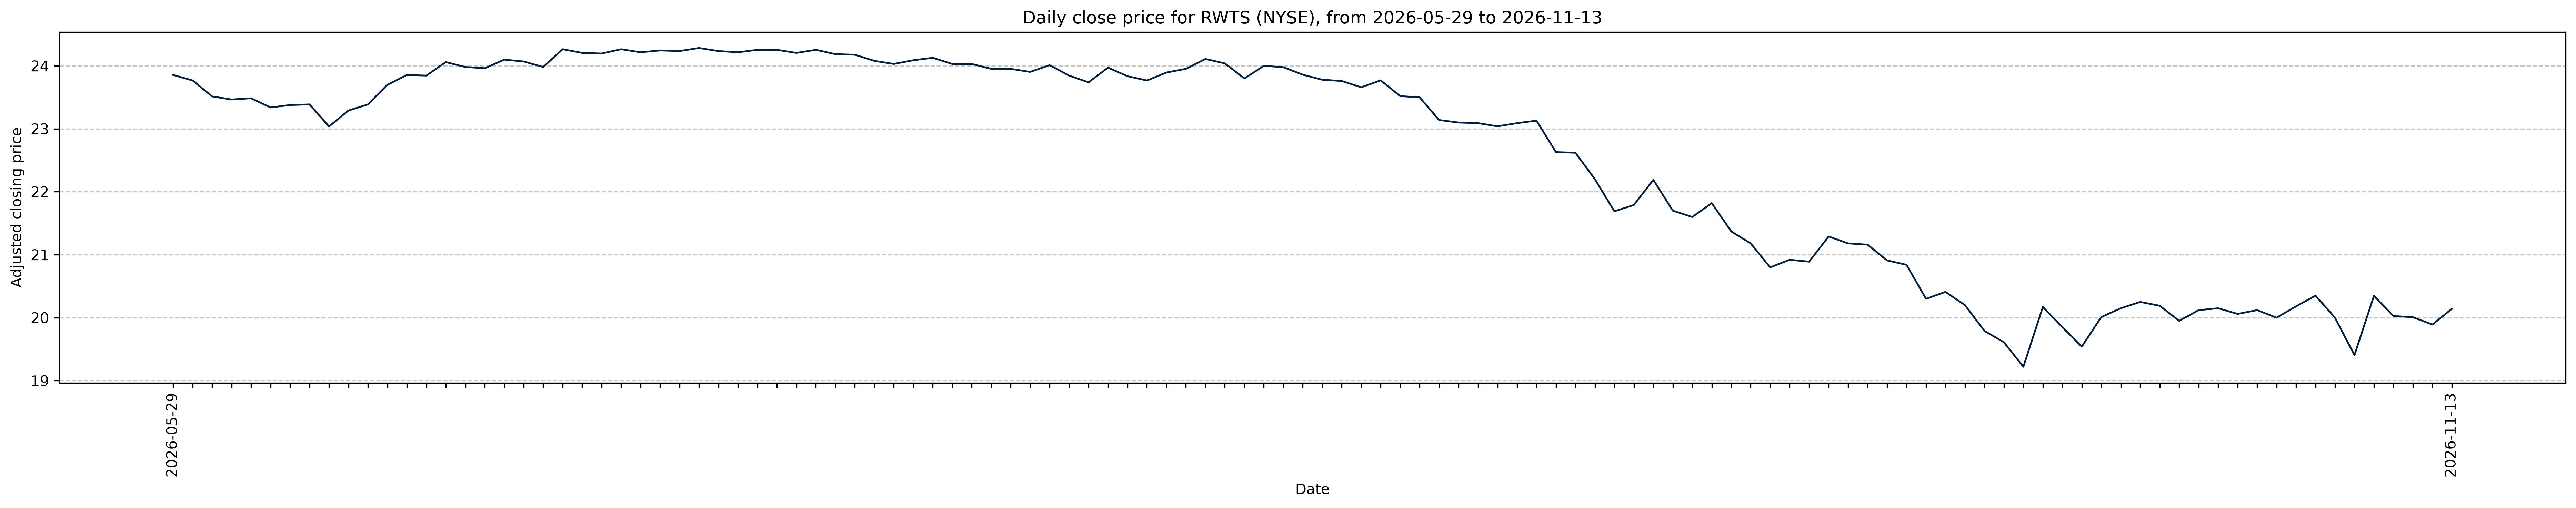 Daily close price for RWTS (NYSE), from 2026-05-29 to 2026-11-13
Adjusted closing price
24
23
22
21
20
19
2026-05-29
2026-11-13
Date